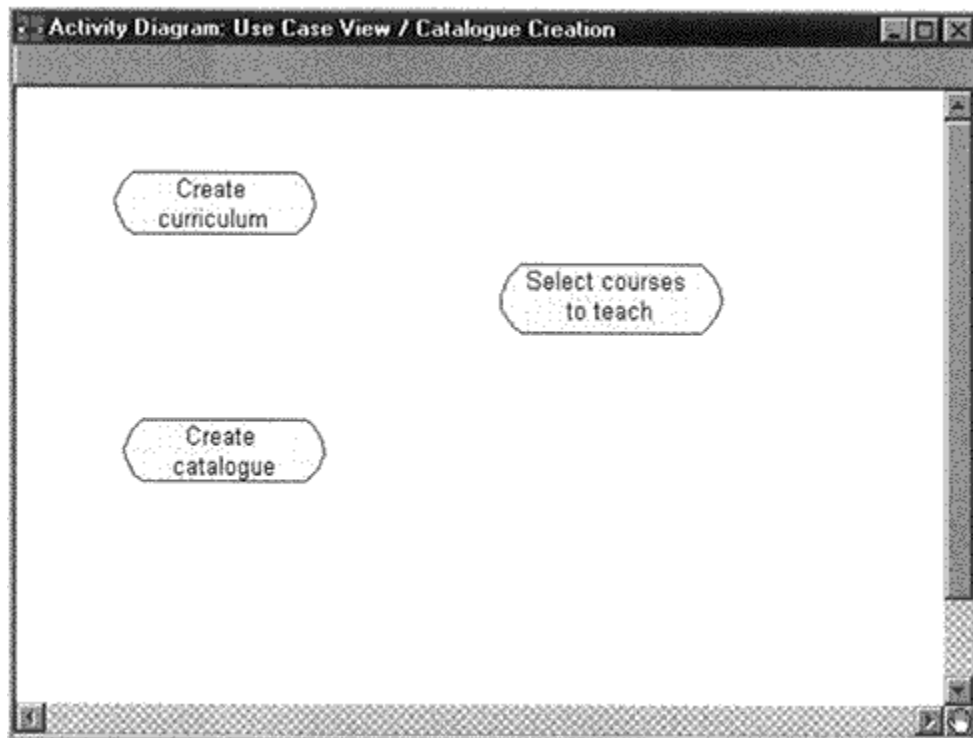 Activity Diagram: Use Case View / Catalogue Creation
Create
curriculum
Select courses
to teach
Create
catalogue